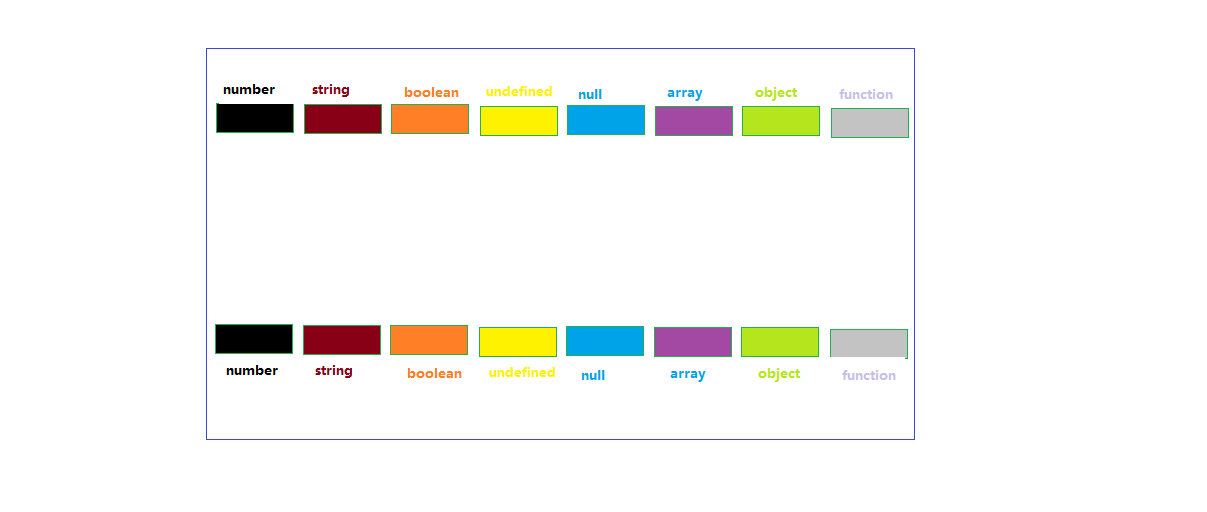 number string boolean undefined null array object function
number string boolean undefined null array object function